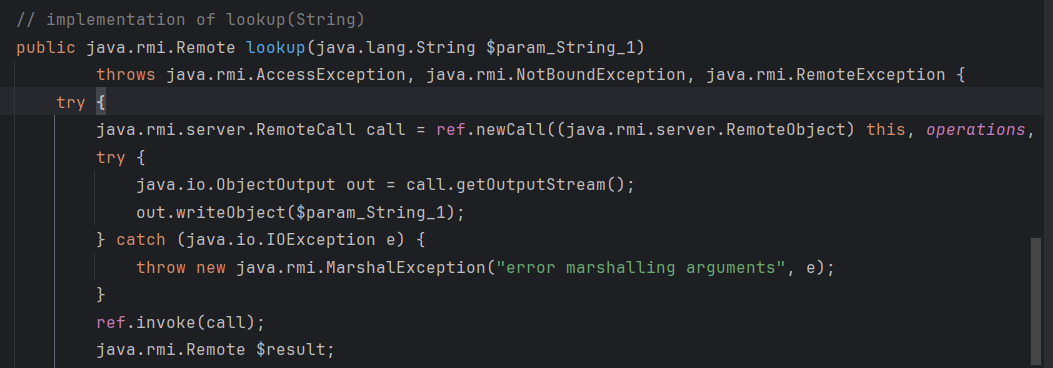 // implementation of lookup(String)
public java.rmi.Remote lookup(java.lang.String $param_String_1)
throws java.rmi.AccessException, java.rmi.NotBoundException, java.rmi.RemoteException {
try {
java.rmi.server.RemoteCall call = ref.newCall((java.rmi.server.RemoteObject) this, operations,
try {
java.io.ObjectOutput out = call.getOutputStream();
out.writeObject($param_String_1);
} catch (java.io.IOException e) {
throw new java.rmi.MarshalException("error marshalling arguments", e);
}
ref.invoke(call);
java.rmi.Remote $result;